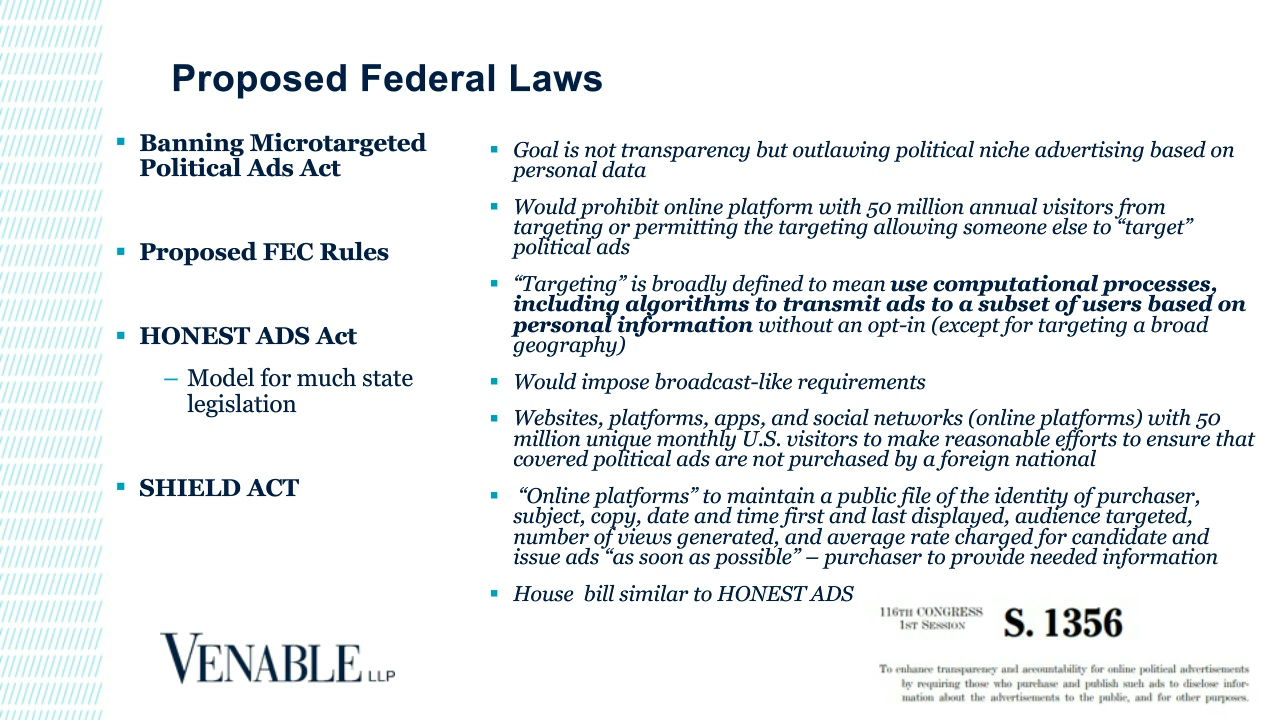 Proposed Federal Laws
Banning Microtargeted
Political Ads Act
Proposed FEC Rules
HONEST ADS Act
– Model for much state
legislation
SHIELD ACT
Goal is not transparency but outlawing political niche advertising based on
personal data
Would prohibit online platform with 50 million annual visitors from
targeting or permitting the targeting allowing someone else to “target”
political ads
“Targeting” is broadly defined to mean use computational processes,
including algorithms to transmit ads to a subset of users based on
personal information without an opt-in (except for targeting a broad
geography)
Would impose broadcast-like requirements
Websites, platforms, apps, and social networks (online platforms) with 50
million unique monthly U.S. visitors to make reasonable efforts to ensure that
covered political ads are not purchased by a foreign national
“Online platforms” to maintain a public file of the identity of purchaser,
subject, copy, date and time first and last displayed, audience targeted,
number of views generated, and average rate charged for candidate and
issue ads “as soon as possible” – purchaser to provide needed information
House bill similar to HONEST ADS
116TH CONGRESS
1ST SESSION
S. 1356
To enhance transparency and accountability for online political advertisements
by requiring those who purchase and publish such ads to disclose infor-
mation about the advertisements to the public, and for other purposes.
VENABLE LLP